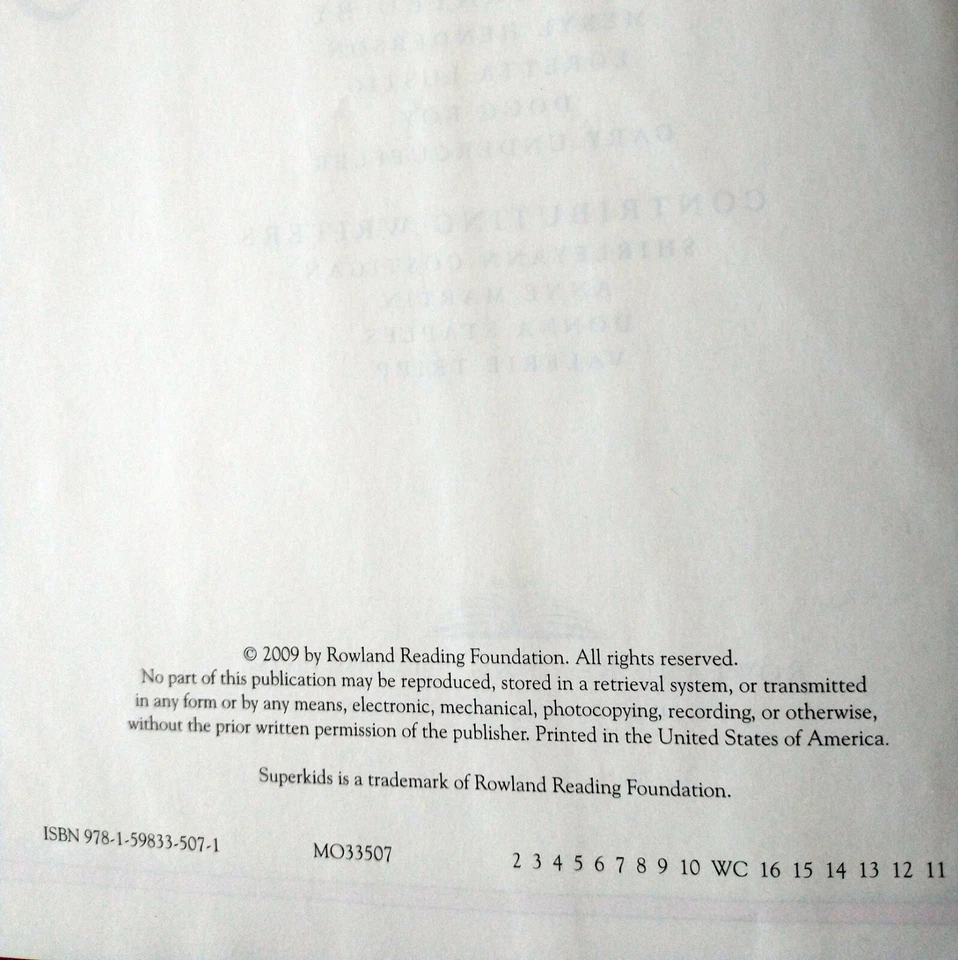 © 2009 by Rowland Reading Foundation. All rights reserved.
No part of this publication may be reproduced, stored in a retrieval system, or transmitted
in any form or by any means, electronic, mechanical, photocopying, recording, or otherwise,
without the prior written permission of the publisher. Printed in the United States of America.
Superkids is a trademark of Rowland Reading Foundation.
ISBN 978-1-59833-507-1 MO33507 2 3 4 5 6 7 8 9 10 WC 16 15 14 13 12 11